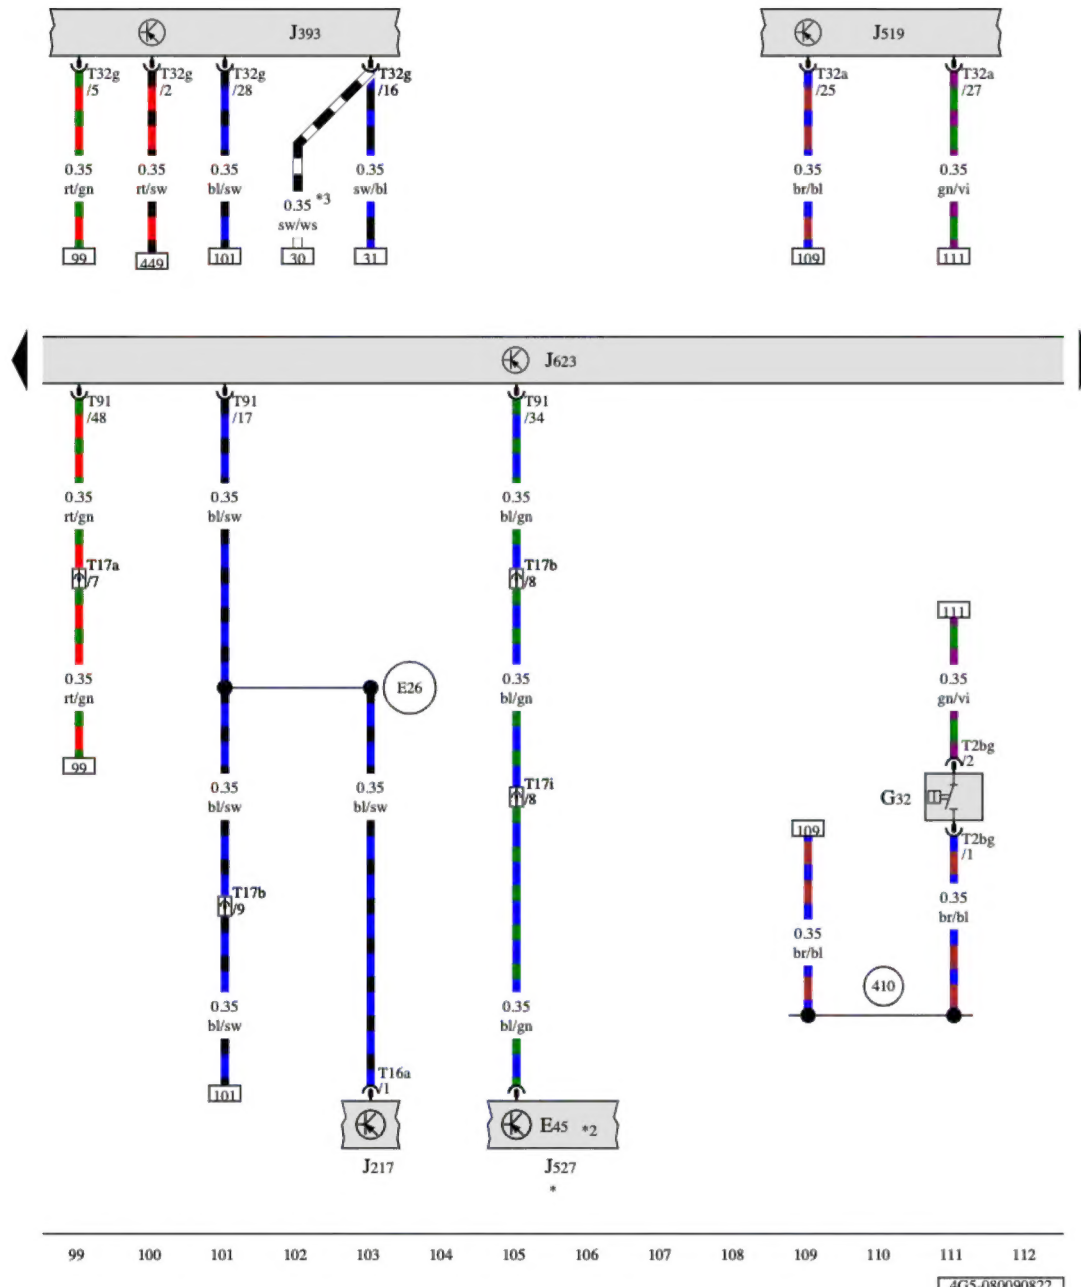 J393
J519
T32g
/5
T32g
/2
T32g
/28
T32g
/16
T32a
/25
T32a
/27
0.35
rt/gn
0.35
rt/sw
0.35
bl/sw
0.35 *3
sw/ws
0.35
sw/bl
0.35
br/bl
0.35
gn/vi
99
449
101
30
31
109
111
J623
T91
/48
T91
/17
T91
/34
0.35
rt/gn
0.35
bl/sw
0.35
bl/gn
T17a
/7
T17b
/8
111
0.35
rt/gn
E26
0.35
bl/gn
0.35
gn/vi
99
T2bg
/2
0.35
bl/sw
0.35
bl/sw
T17i
/8
G32
109
T2bg
/1
T17b
/9
0.35
br/bl
0.35
br/bl
410
0.35
bl/sw
0.35
bl/gn
101
T16a
/1
E45 *2
J217
J527
*
99 100 101 102 103 104 105 106 107 108 109 110 111 112
4G5-080090822